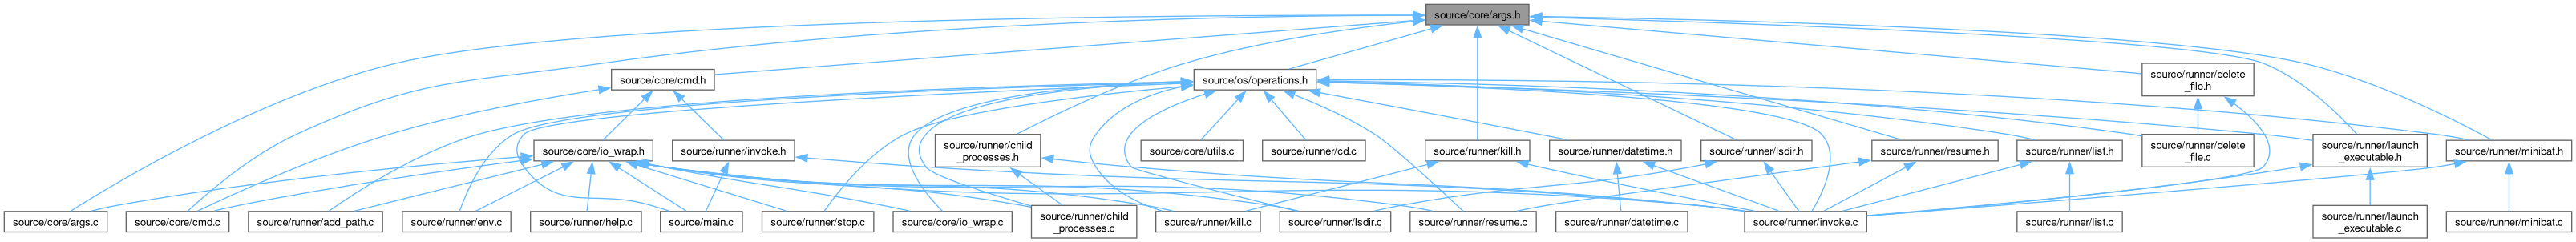 source/core/args.h
source/core/cmd.h
source/os/operations.h
source/runner/delete
_file.h
source/core/io_wrap.h
source/runner/invoke.h
source/runner/child
_processes.h
source/core/utils.c
source/runner/cd.c
source/runner/kill.h
source/runner/datetime.h
source/runner/lsdir.h
source/runner/resume.h
source/runner/list.h
source/runner/delete
_file.c
source/runner/launch
_executable.h
source/runner/minibat.h
source/core/args.c
source/core/cmd.c
source/runner/add_path.c
source/runner/env.c
source/runner/help.c
source/main.c
source/runner/stop.c
source/core/io_wrap.c
source/runner/child
_processes.c
source/runner/kill.c
source/runner/lsdir.c
source/runner/resume.c
source/runner/datetime.c
source/runner/invoke.c
source/runner/list.c
source/runner/launch
_executable.c
source/runner/minibat.c